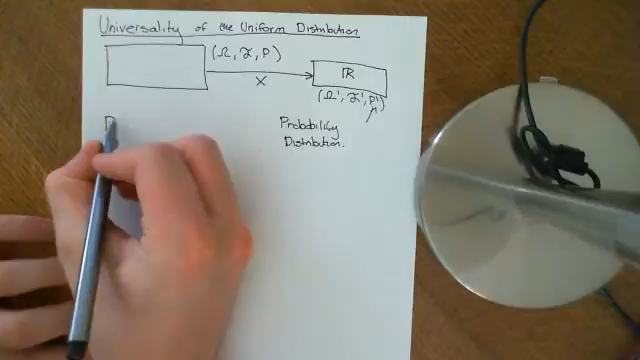 Universality of the Uniform Distribution
(Ω, Ƒ, P)
X
ℝ
(Ω', Ƒ', P')
Probability
Distribution.